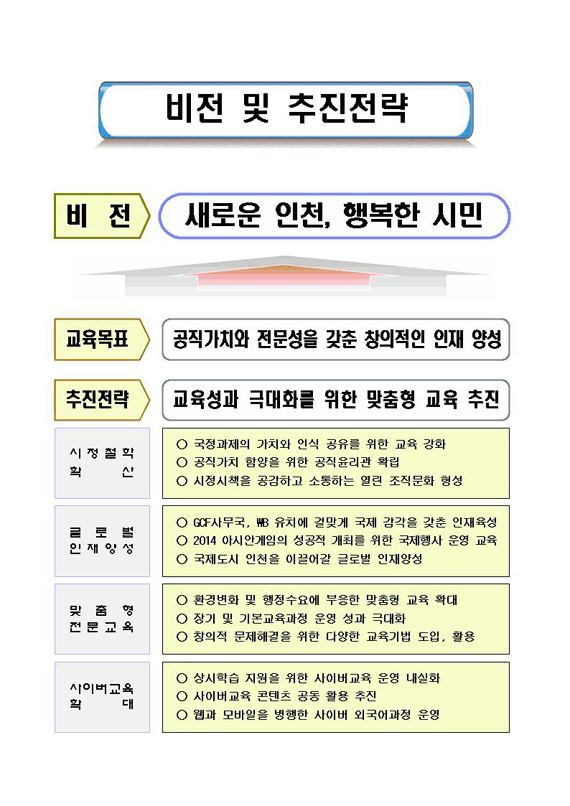 비전 및 추진전략
비 전
새로운 인천, 행복한 시민
교육목표
공직가치와 전문성을 갖춘 창의적인 인재 양성
추진전략
교육성과 극대화를 위한 맞춤형 교육 추진
시 정 철 학
확 산
○ 국정과제의 가치와 인식 공유를 위한 교육 강화
○ 공직가치 함양을 위한 공직윤리관 확립
○ 시정시책을 공감하고 소통하는 열린 조직문화 형성
글 로 벌
인 재 양 성
○ GCF사무국, WB 유치에 걸맞게 국제 감각을 갖춘 인재육성
○ 2014 아시안게임의 성공적 개최를 위한 국제행사 운영 교육
○ 국제도시 인천을 이끌어갈 글로벌 인재양성
맞 춤 형
전 문 교 육
○ 환경변화 및 행정수요에 부응한 맞춤형 교육 확대
○ 장기 및 기본교육과정 운영 성과 극대화
○ 창의적 문제해결을 위한 다양한 교육기법 도입, 활용
사이버교육
확 대
○ 상시학습 지원을 위한 사이버교육 운영 내실화
○ 사이버교육 콘텐츠 공동 활용 추진
○ 웹과 모바일을 병행한 사이버 외국어과정 운영